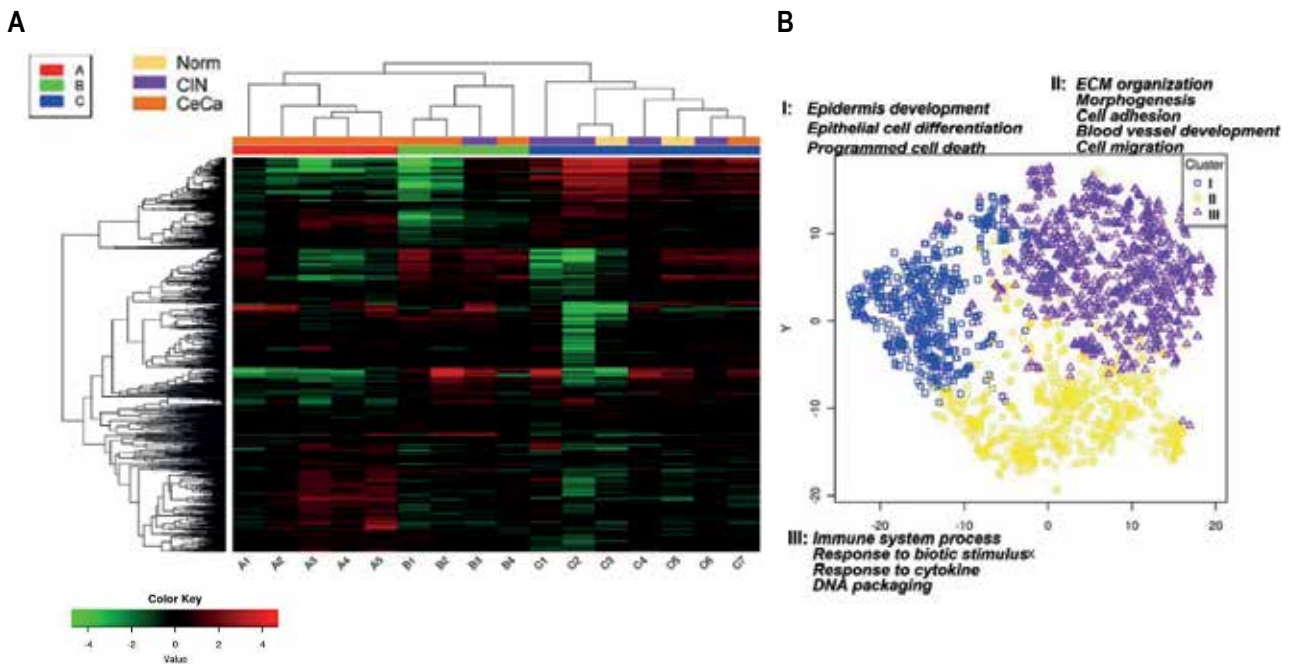 A
B
A
B
C
Norm
CIN
CeCa
A1 A2 A3 A4 A5 B1 B2 B3 B4 C1 C2 C3 C4 C5 C6 C7
Color Key
-4 -2 0 2 4
Value
I: Epidermis development
Epithelial cell differentiation
Programmed cell death
II: ECM organization
Morphogenesis
Cell adhesion
Blood vessel development
Cell migration
Cluster
I
II
III
10
0
-10
-20
Y
-20 -10 0 10 20
X
III: Immune system process
Response to biotic stimulus
Response to cytokine
DNA packaging